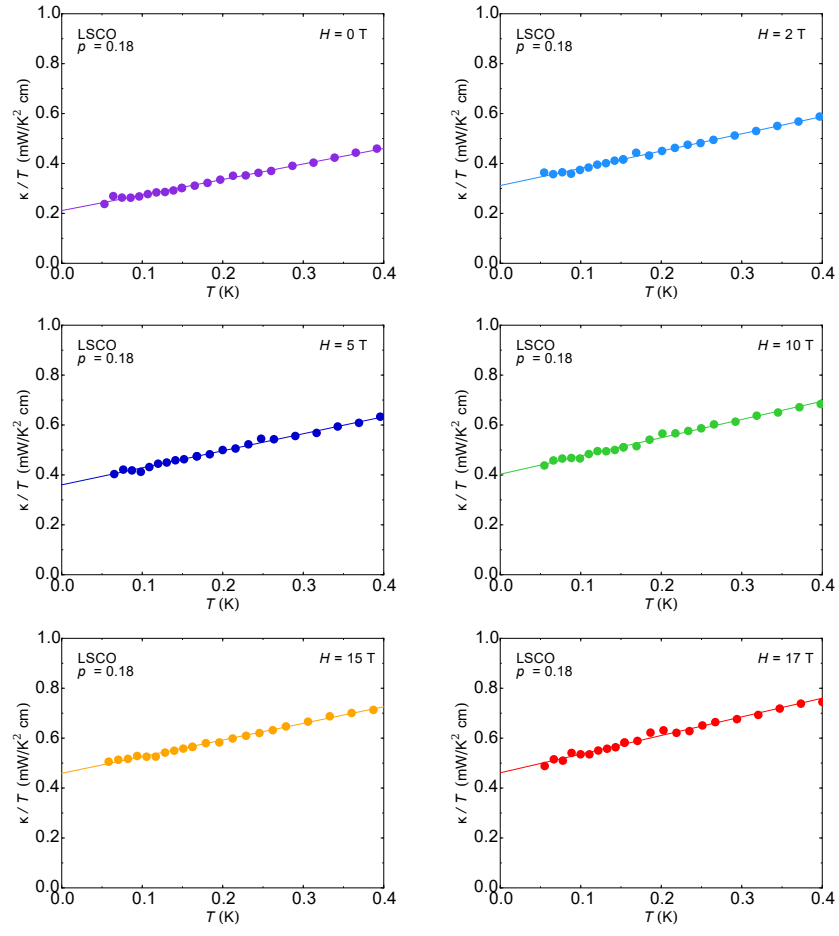 LSCO
p = 0.18
H = 0 T
κ / T (mW/K² cm)
1.0
0.8
0.6
0.4
0.2
0.0
0.0 0.1 0.2 0.3 0.4
T (K)
LSCO
p = 0.18
H = 2 T
κ / T (mW/K² cm)
1.0
0.8
0.6
0.4
0.2
0.0
0.0 0.1 0.2 0.3 0.4
T (K)
LSCO
p = 0.18
H = 5 T
κ / T (mW/K² cm)
1.0
0.8
0.6
0.4
0.2
0.0
0.0 0.1 0.2 0.3 0.4
T (K)
LSCO
p = 0.18
H = 10 T
κ / T (mW/K² cm)
1.0
0.8
0.6
0.4
0.2
0.0
0.0 0.1 0.2 0.3 0.4
T (K)
LSCO
p = 0.18
H = 15 T
κ / T (mW/K² cm)
1.0
0.8
0.6
0.4
0.2
0.0
0.0 0.1 0.2 0.3 0.4
T (K)
LSCO
p = 0.18
H = 17 T
κ / T (mW/K² cm)
1.0
0.8
0.6
0.4
0.2
0.0
0.0 0.1 0.2 0.3 0.4
T (K)